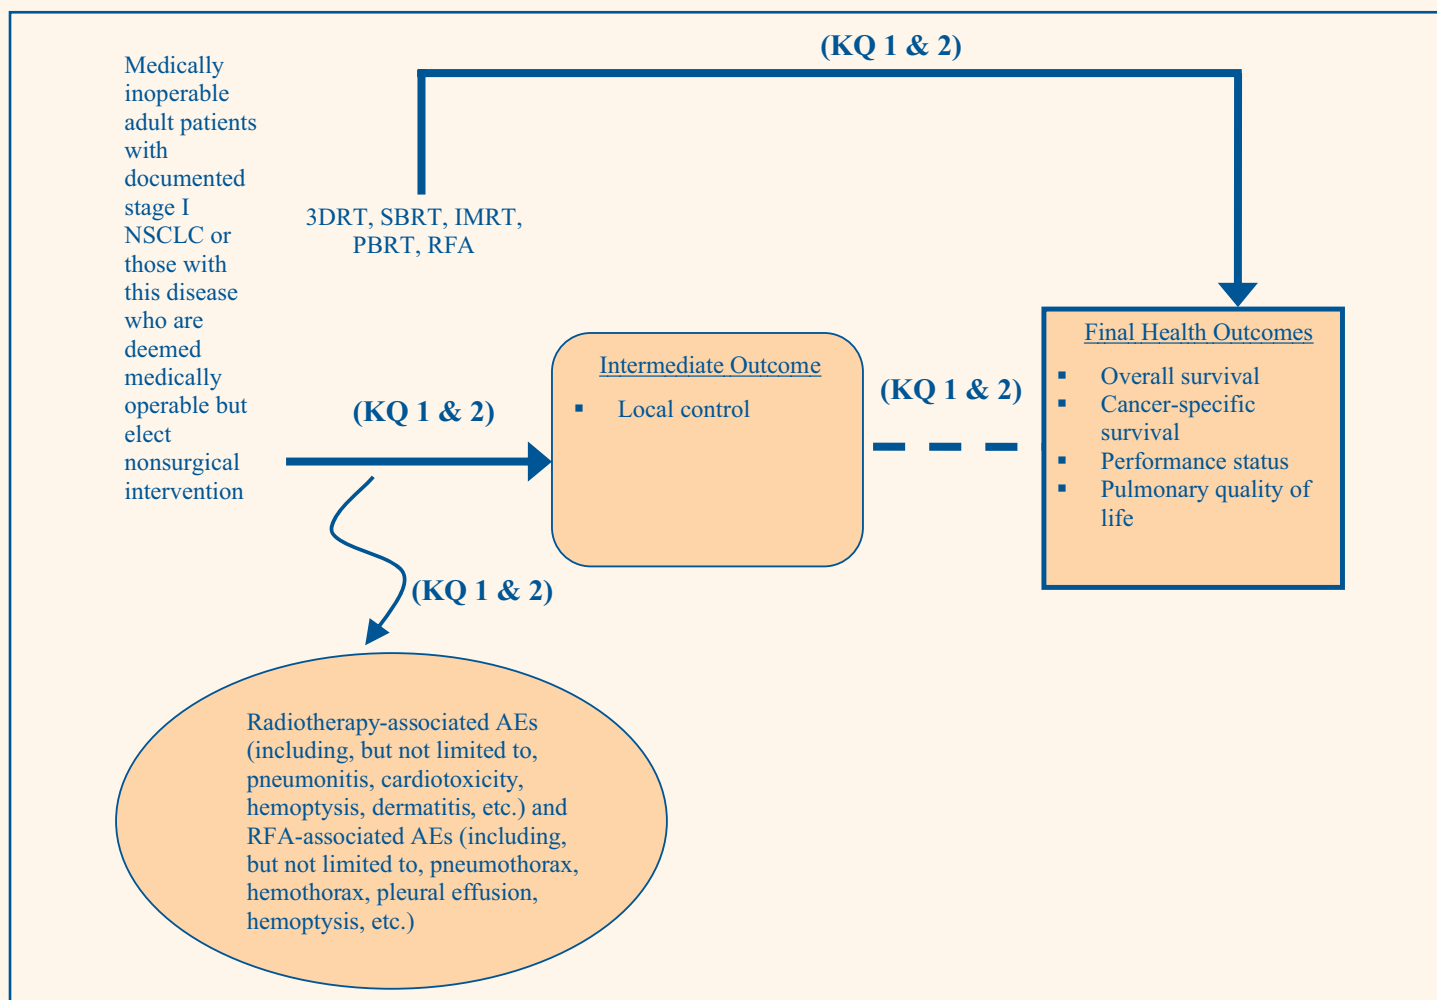 Medically
inoperable
adult patients
with
documented
stage I
NSCLC or
those with
this disease
who are
deemed
medically
operable but
elect
nonsurgical
intervention
(KQ 1 & 2)
3DRT, SBRT, IMRT,
PBRT, RFA
(KQ 1 & 2)
Intermediate Outcome
▪ Local control
(KQ 1 & 2)
Final Health Outcomes
▪ Overall survival
▪ Cancer-specific
survival
▪ Performance status
▪ Pulmonary quality of
life
(KQ 1 & 2)
Radiotherapy-associated AEs
(including, but not limited to,
pneumonitis, cardiotoxicity,
hemoptysis, dermatitis, etc.) and
RFA-associated AEs (including,
but not limited to, pneumothorax,
hemothorax, pleural effusion,
hemoptysis, etc.)